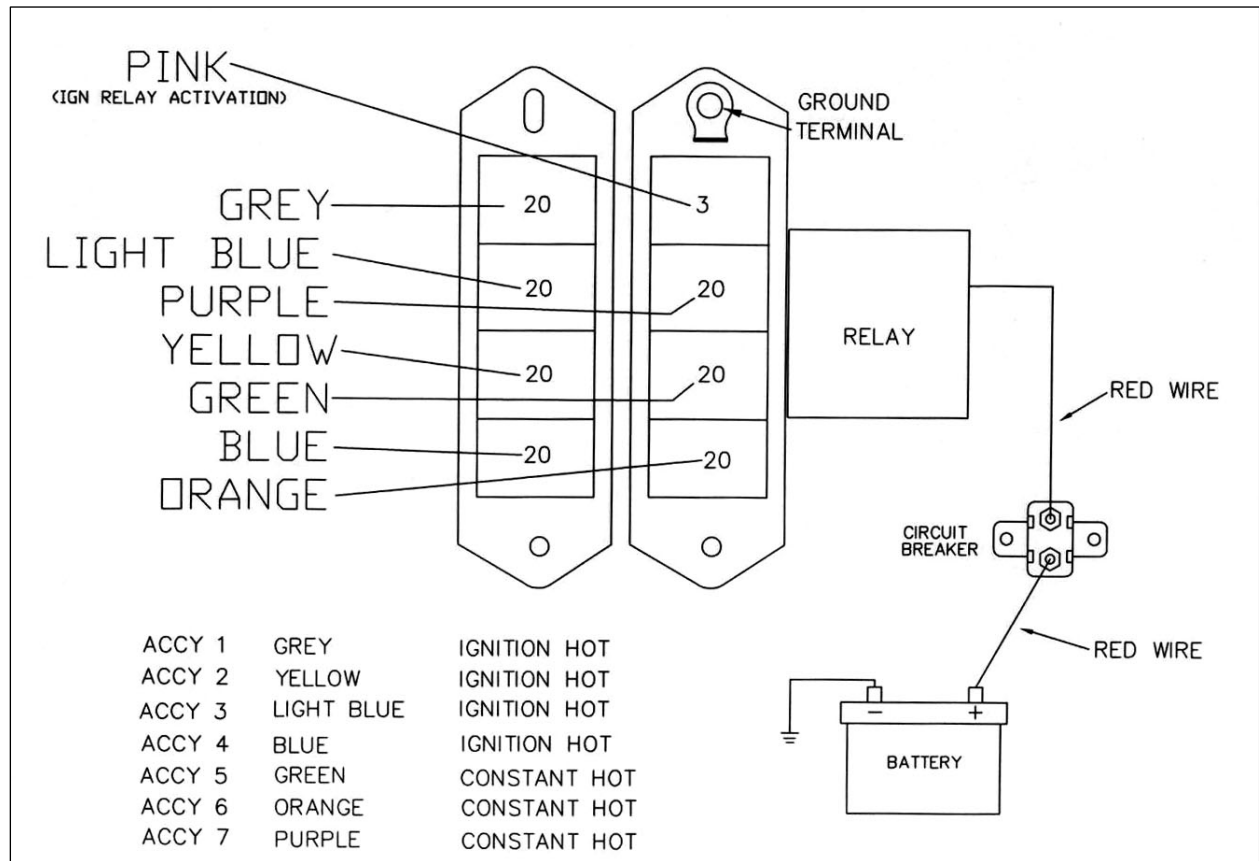 PINK
(IGN RELAY ACTIVATION)
GROUND
TERMINAL
GREY
20
3
LIGHT BLUE
20
PURPLE
20
YELLOW
20
GREEN
20
BLUE
20
ORANGE
20
RELAY
RED WIRE
CIRCUIT
BREAKER
RED WIRE
- +
BATTERY
ACCY 1 GREY IGNITION HOT
ACCY 2 YELLOW IGNITION HOT
ACCY 3 LIGHT BLUE IGNITION HOT
ACCY 4 BLUE IGNITION HOT
ACCY 5 GREEN CONSTANT HOT
ACCY 6 ORANGE CONSTANT HOT
ACCY 7 PURPLE CONSTANT HOT